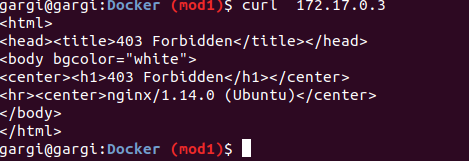 gargi@gargi:Docker (mod1)$ curl  172.17.0.3
<html>
<head><title>403 Forbidden</title></head>
<body bgcolor="white">
<center><h1>403 Forbidden</h1></center>
<hr><center>nginx/1.14.0 (Ubuntu)</center>
</body>
</html>
gargi@gargi:Docker (mod1)$